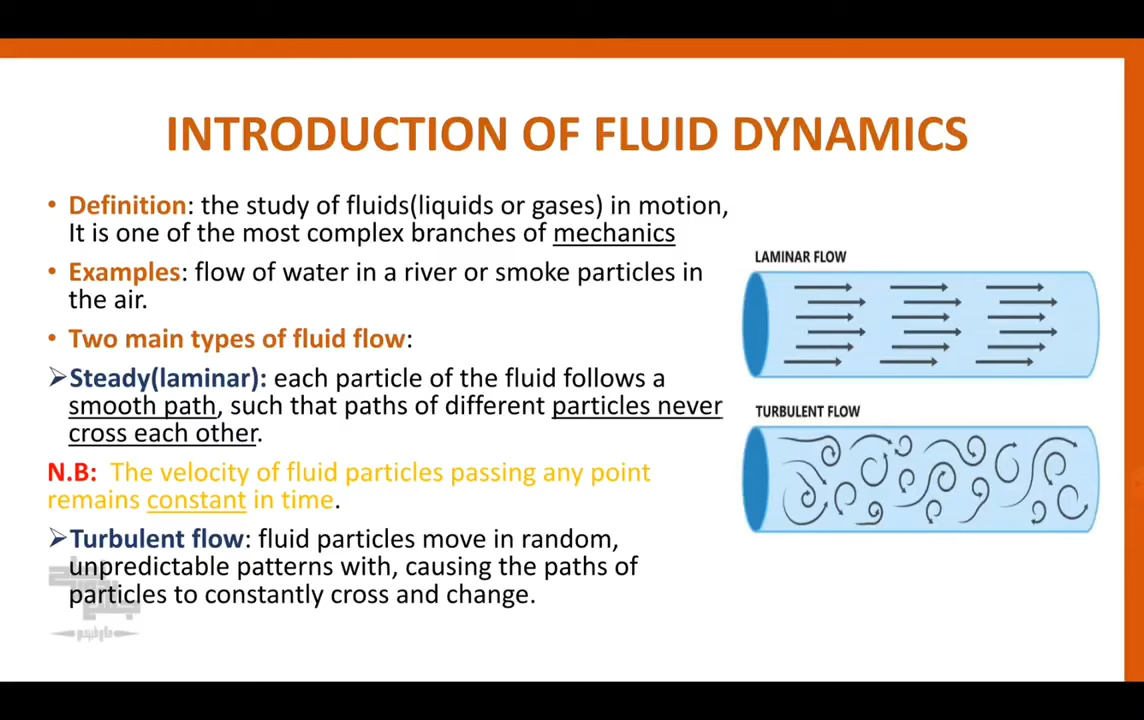 INTRODUCTION OF FLUID DYNAMICS
• Definition: the study of fluids(liquids or gases) in motion,
It is one of the most complex branches of mechanics
• Examples: flow of water in a river or smoke particles in
the air.
• Two main types of fluid flow:
➢Steady(laminar): each particle of the fluid follows a
smooth path, such that paths of different particles never
cross each other.
N.B: The velocity of fluid particles passing any point
remains constant in time.
➢Turbulent flow: fluid particles move in random,
unpredictable patterns with, causing the paths of
particles to constantly cross and change.
LAMINAR FLOW
TURBULENT FLOW